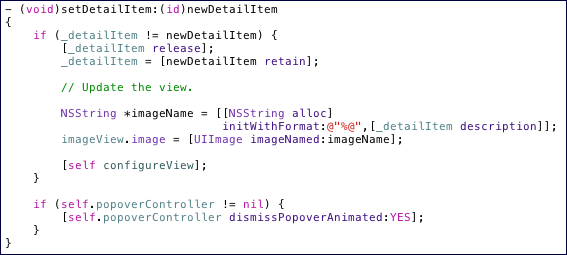 - (void)setDetailItem:(id)newDetailItem
{
    if (_detailItem != newDetailItem) {
        [_detailItem release];
        _detailItem = [newDetailItem retain];

        // Update the view.

        NSString *imageName = [[NSString alloc]
                                initWithFormat:@"%@",[_detailItem description]];
        imageView.image = [UIImage imageNamed:imageName];

        [self configureView];
    }

    if (self.popoverController != nil) {
        [self.popoverController dismissPopoverAnimated:YES];
    }
}